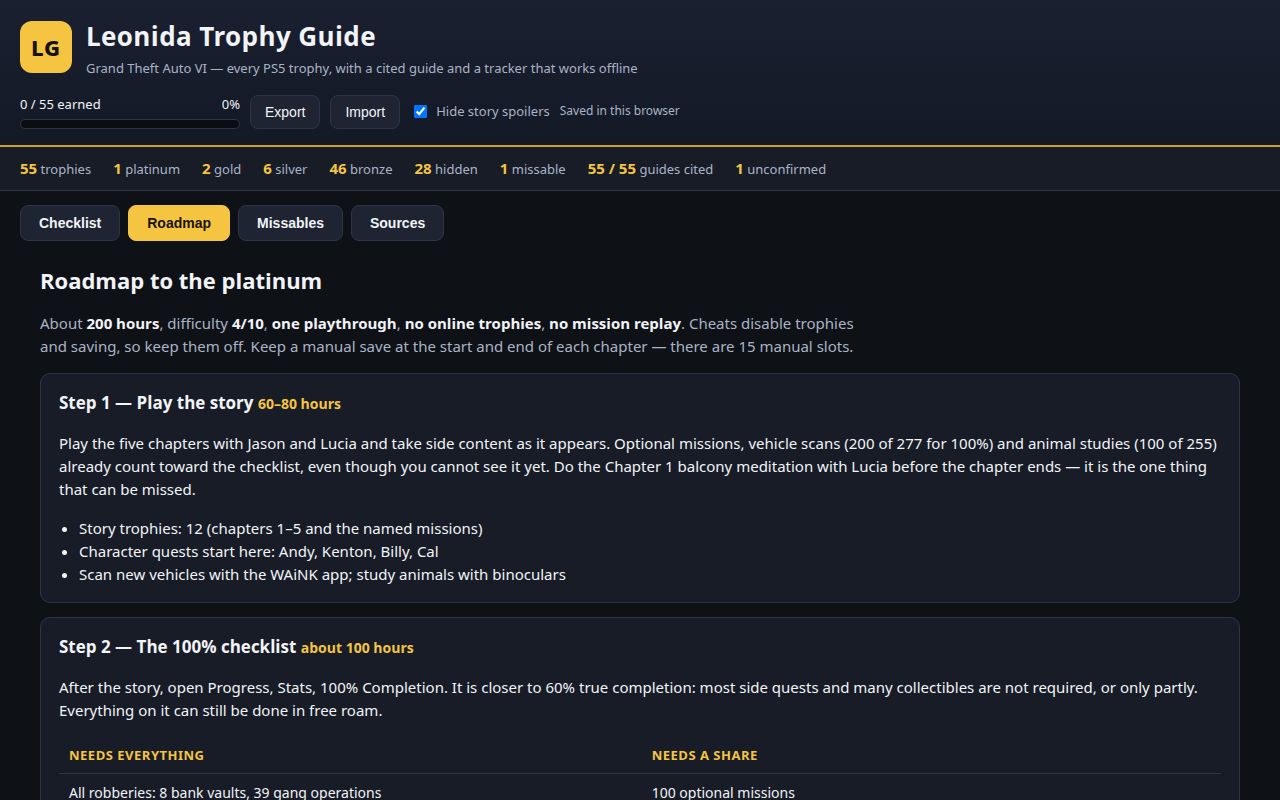 LG
Leonida Trophy Guide
Grand Theft Auto VI — every PS5 trophy, with a cited guide and a tracker that works offline
0 / 55 earned 0%
Export
Import
Hide story spoilers
Saved in this browser
55 trophies 1 platinum 2 gold 6 silver 46 bronze 28 hidden 1 missable 55 / 55 guides cited 1 unconfirmed
Checklist Roadmap Missables Sources
Roadmap to the platinum
About 200 hours, difficulty 4/10, one playthrough, no online trophies, no mission replay. Cheats disable trophies
and saving, so keep them off. Keep a manual save at the start and end of each chapter — there are 15 manual slots.
Step 1 — Play the story 60–80 hours
Play the five chapters with Jason and Lucia and take side content as it appears. Optional missions, vehicle scans (200 of 277 for 100%) and animal studies (100 of 255)
already count toward the checklist, even though you cannot see it yet. Do the Chapter 1 balcony meditation with Lucia before the chapter ends — it is the one thing
that can be missed.
• Story trophies: 12 (chapters 1–5 and the named missions)
• Character quests start here: Andy, Kenton, Billy, Cal
• Scan new vehicles with the WAiNK app; study animals with binoculars
Step 2 — The 100% checklist about 100 hours
After the story, open Progress, Stats, 100% Completion. It is closer to 60% true completion: most side quests and many collectibles are not required, or only partly.
Everything on it can still be done in free roam.
NEEDS EVERYTHING NEEDS A SHARE
All robberies: 8 bank vaults, 39 gang operations 100 optional missions